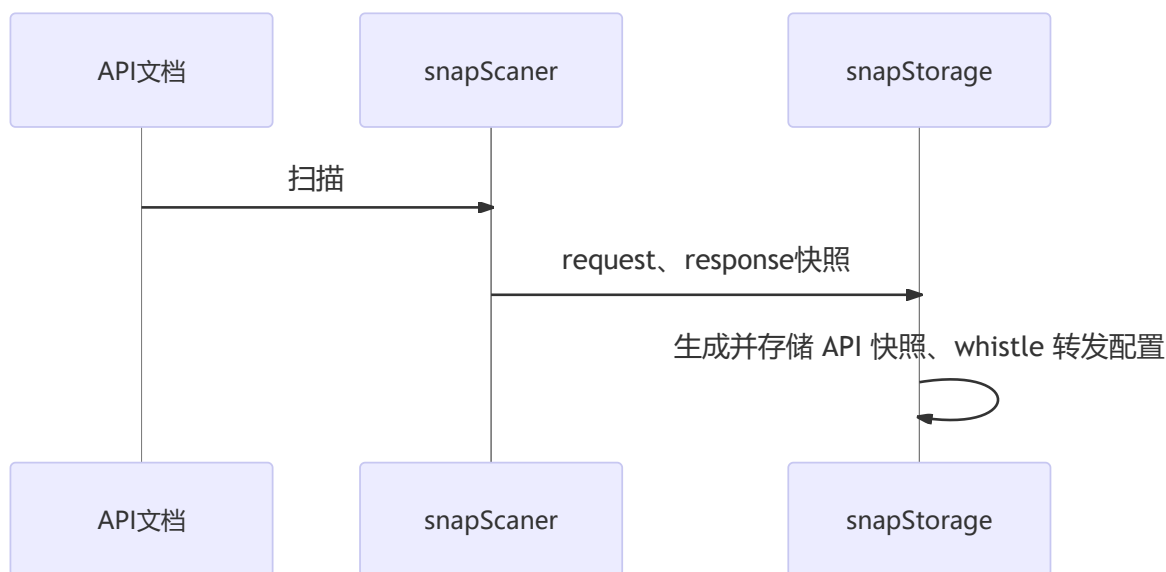 API文档
snapScaner
snapStorage
扫描
request、response快照
生成并存储 API 快照、whistle 转发配置
API文档
snapScaner
snapStorage